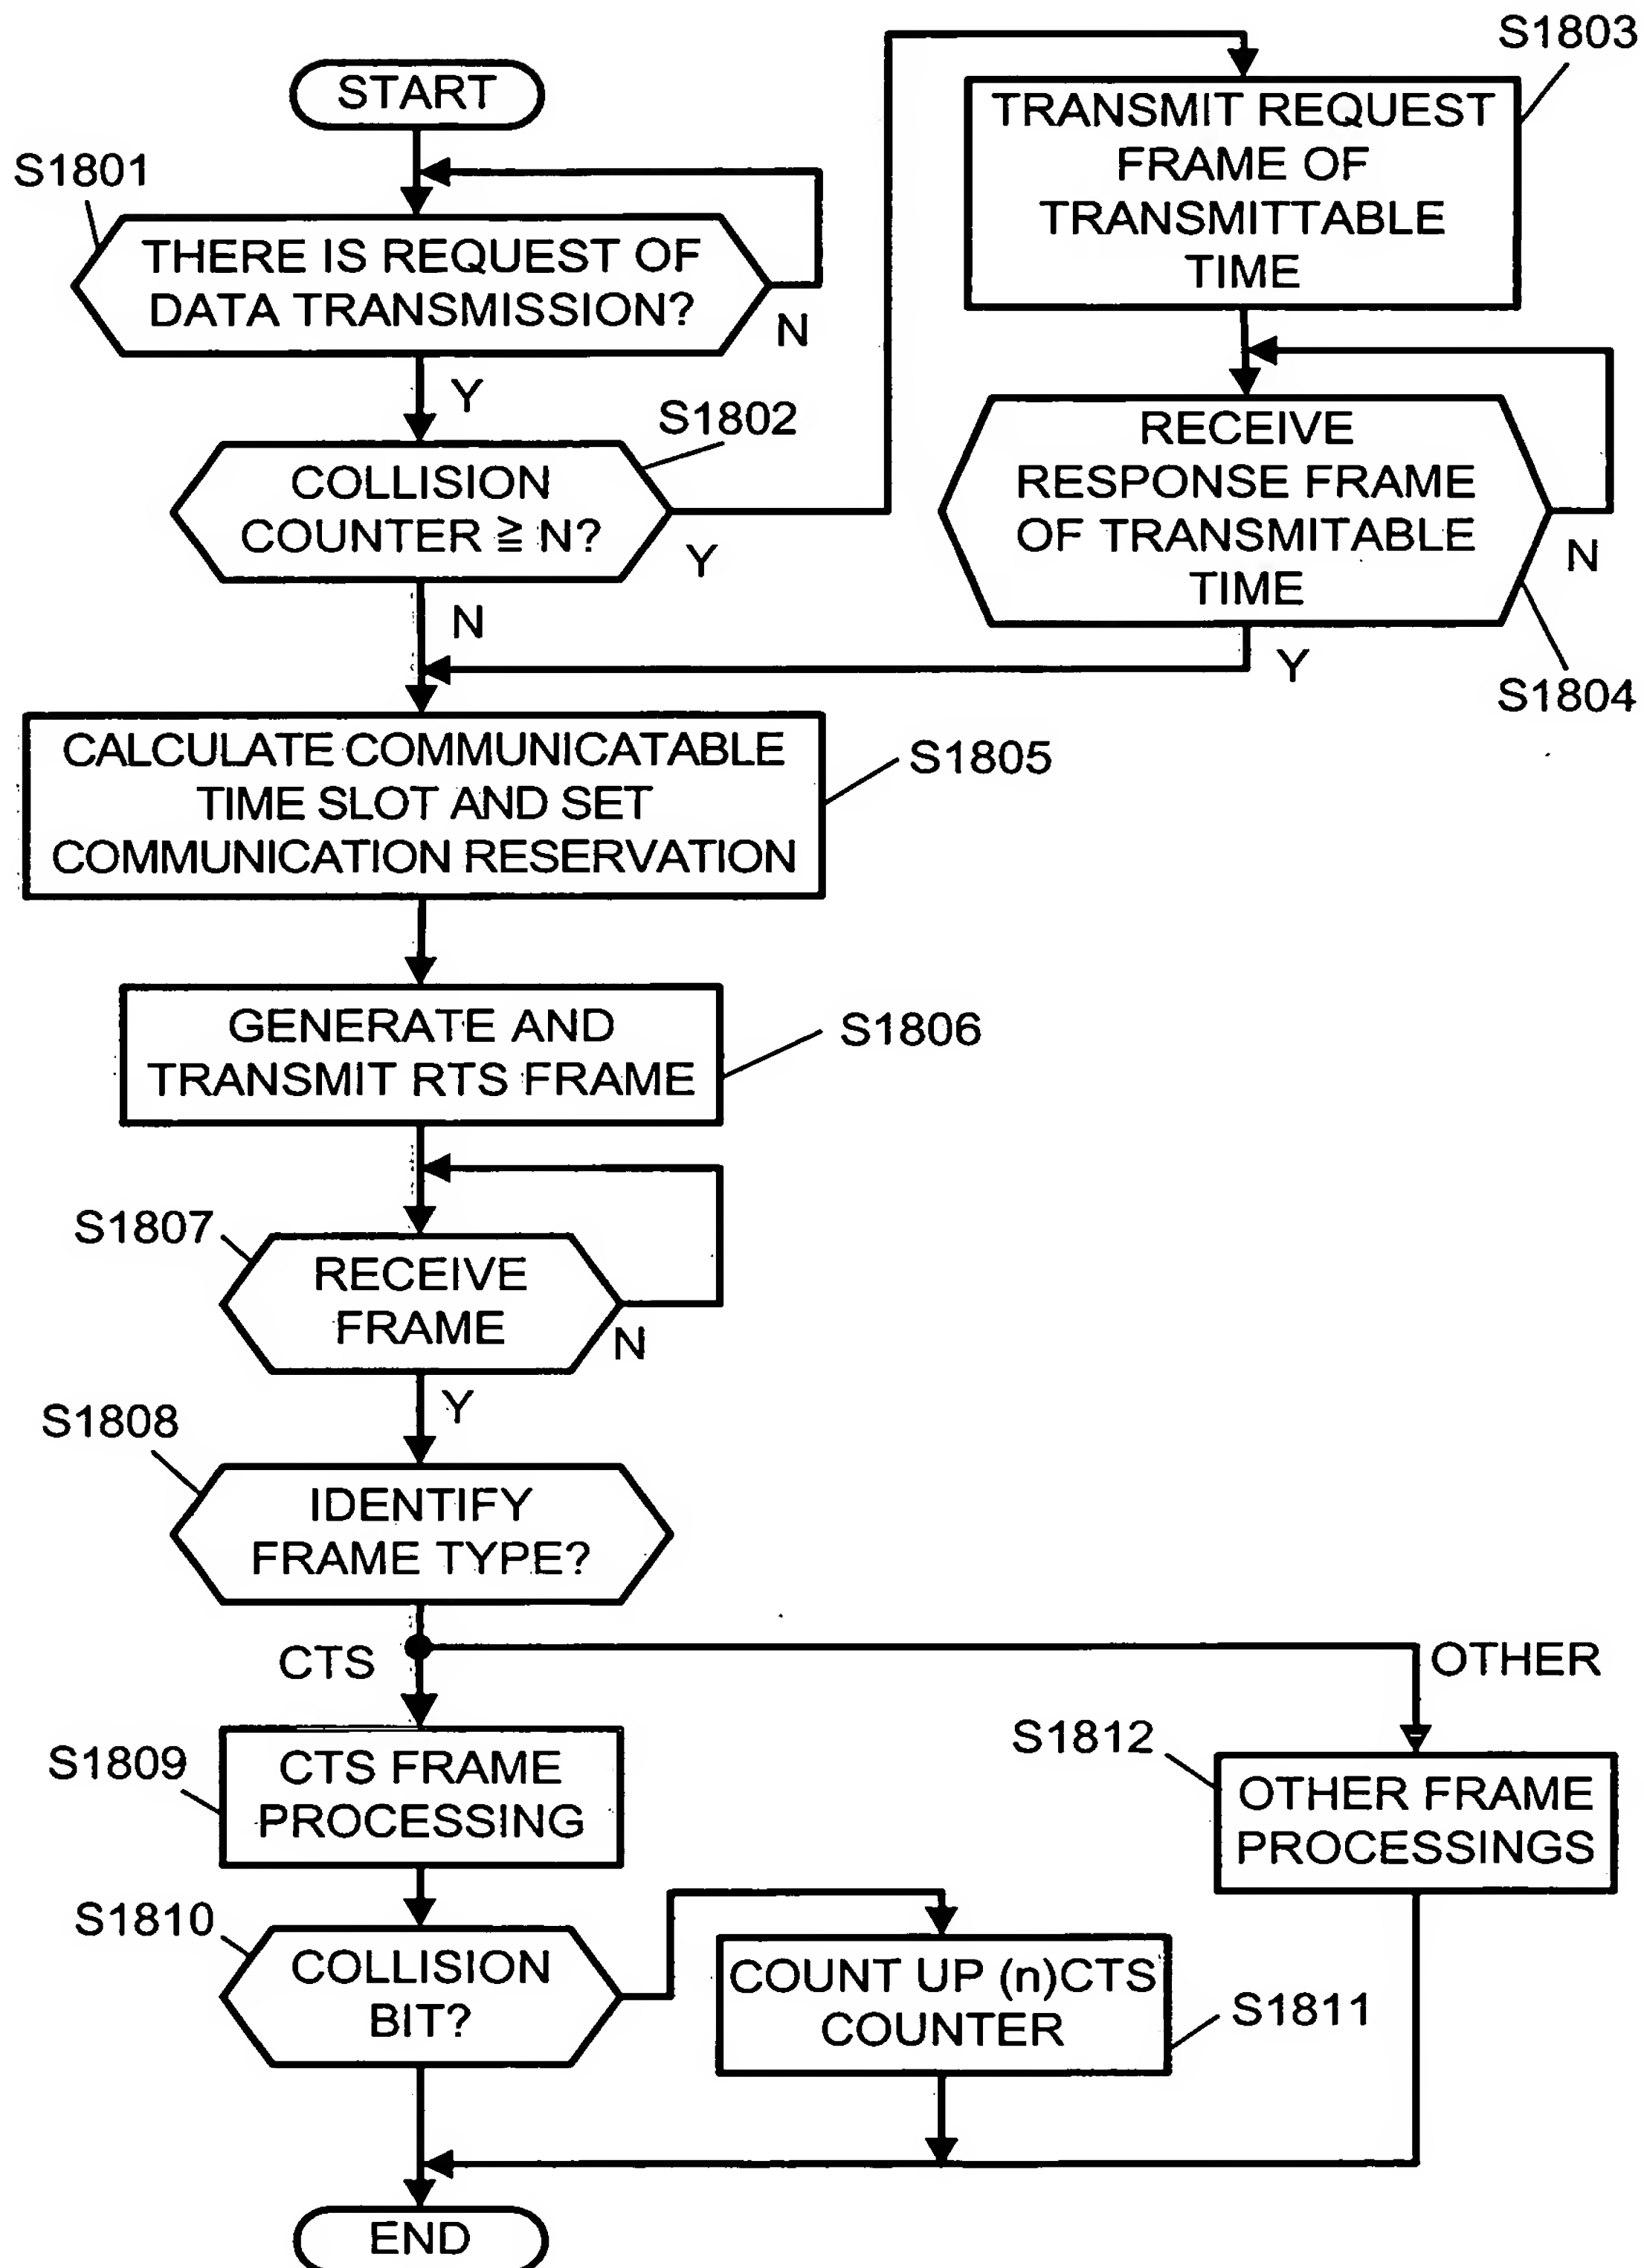 START
S1801
THERE IS REQUEST OF
DATA TRANSMISSION?
N
Y
S1802
COLLISION
COUNTER ≧ N?
Y
N
S1803
TRANSMIT REQUEST
FRAME OF
TRANSMITTABLE
TIME
RECEIVE
RESPONSE FRAME
OF TRANSMITABLE
TIME
N
Y
S1804
CALCULATE COMMUNICATABLE
TIME SLOT AND SET
COMMUNICATION RESERVATION
S1805
GENERATE AND
TRANSMIT RTS FRAME
S1806
S1807
RECEIVE
FRAME
N
Y
S1808
IDENTIFY
FRAME TYPE?
CTS
OTHER
S1809
CTS FRAME
PROCESSING
S1812
OTHER FRAME
PROCESSINGS
S1810
COLLISION
BIT?
COUNT UP (n)CTS
COUNTER
S1811
END